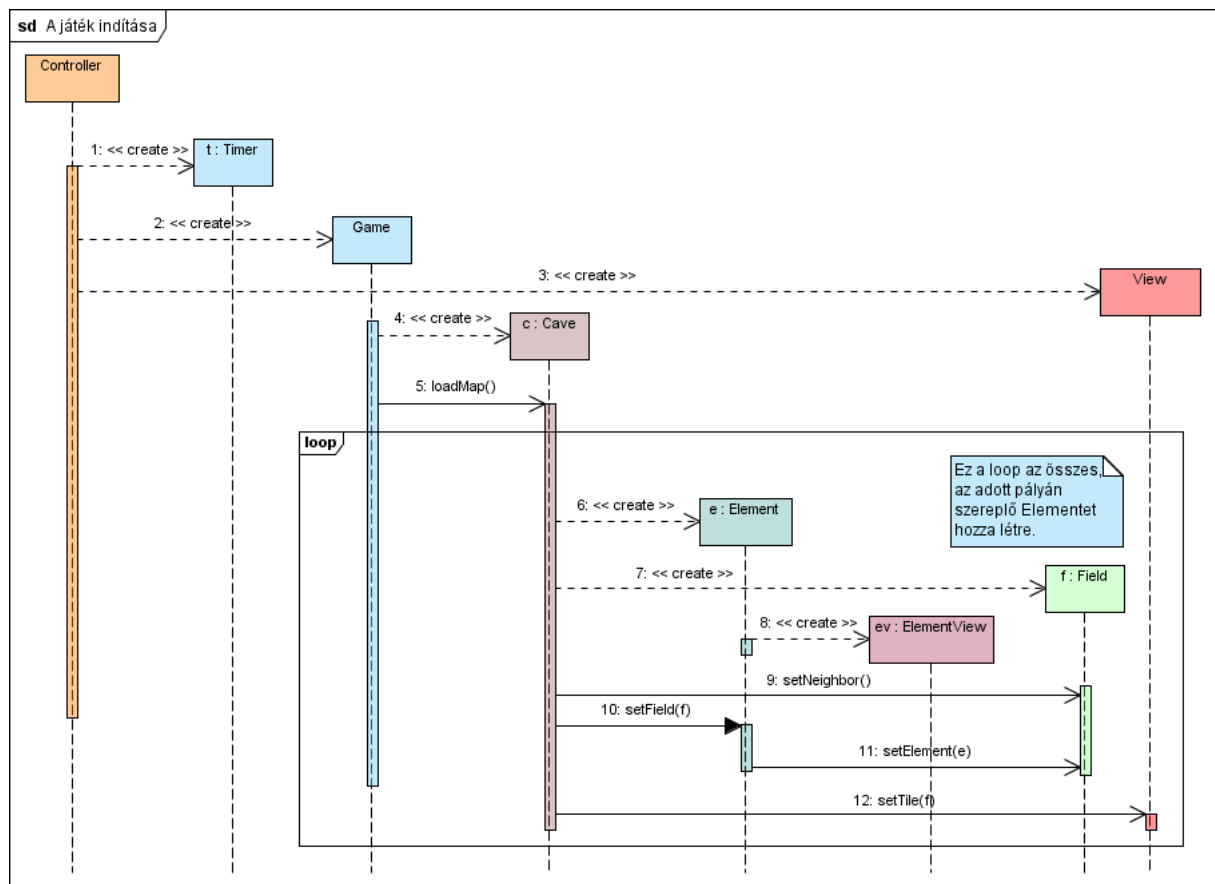 sd A játék indítása
Controller
1: << create >>
t : Timer
2: << create >>
Game
3: << create >>
View
4: << create >>
c : Cave
5: loadMap()
loop
Ez a loop az összes,
az adott pályán
szereplő Elementet
hozza létre.
6: << create >>
e : Element
7: << create >>
f : Field
8: << create >>
ev : ElementView
9: setNeighbor()
10: setField(f)
11: setElement(e)
12: setTile(f)